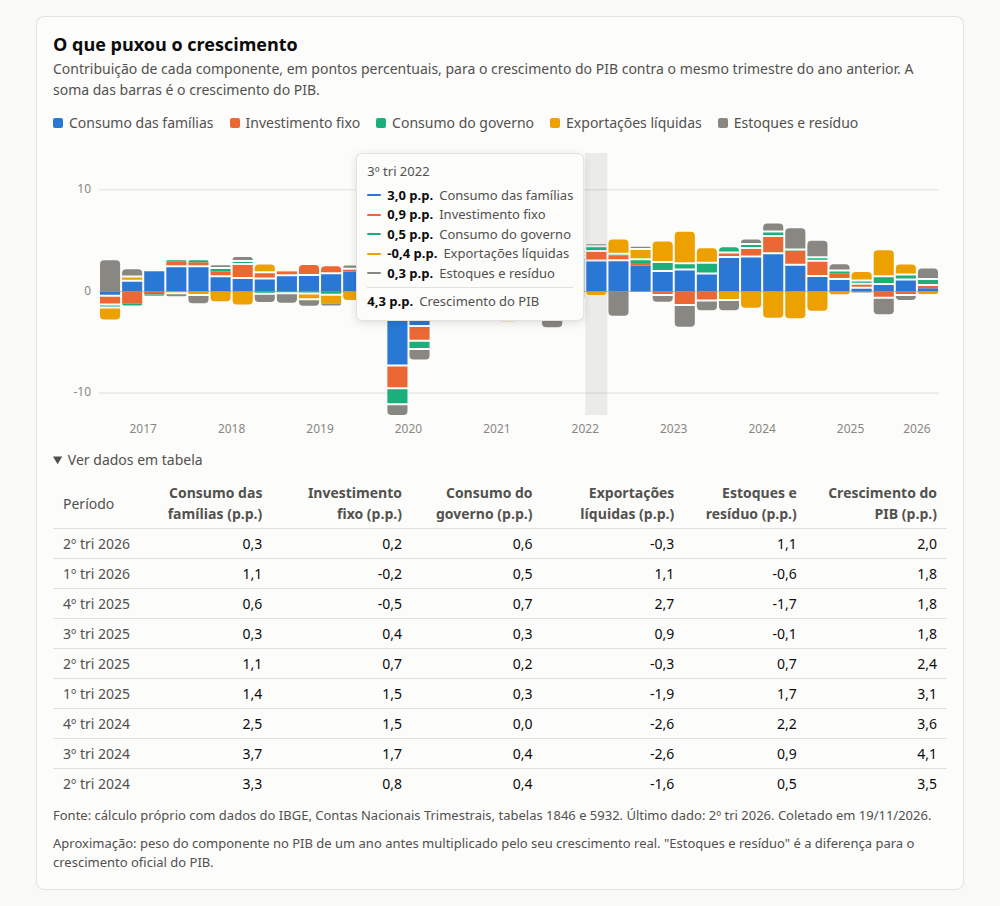 O que puxou o crescimento
Contribuição de cada componente, em pontos percentuais, para o crescimento do PIB contra o mesmo trimestre do ano anterior. A
soma das barras é o crescimento do PIB.
Consumo das famílias Investimento fixo Consumo do governo Exportações líquidas Estoques e resíduo
10
0
-10
3º tri 2022
3,0 p.p. Consumo das famílias
0,9 p.p. Investimento fixo
0,5 p.p. Consumo do governo
-0,4 p.p. Exportações líquidas
0,3 p.p. Estoques e resíduo
4,3 p.p. Crescimento do PIB
2017 2018 2019 2020 2021 2022 2023 2024 2025 2026
▼ Ver dados em tabela
Período Consumo das famílias (p.p.) Investimento fixo (p.p.) Consumo do governo (p.p.) Exportações líquidas (p.p.) Estoques e resíduo (p.p.) Crescimento do PIB (p.p.)
2º tri 2026 0,3 0,2 0,6 -0,3 1,1 2,0
1º tri 2026 1,1 -0,2 0,5 1,1 -0,6 1,8
4º tri 2025 0,6 -0,5 0,7 2,7 -1,7 1,8
3º tri 2025 0,3 0,4 0,3 0,9 -0,1 1,8
2º tri 2025 1,1 0,7 0,2 -0,3 0,7 2,4
1º tri 2025 1,4 1,5 0,3 -1,9 1,7 3,1
4º tri 2024 2,5 1,5 0,0 -2,6 2,2 3,6
3º tri 2024 3,7 1,7 0,4 -2,6 0,9 4,1
2º tri 2024 3,3 0,8 0,4 -1,6 0,5 3,5
Fonte: cálculo próprio com dados do IBGE, Contas Nacionais Trimestrais, tabelas 1846 e 5932. Último dado: 2º tri 2026. Coletado em 19/11/2026.
Aproximação: peso do componente no PIB de um ano antes multiplicado pelo seu crescimento real. "Estoques e resíduo" é a diferença para o
crescimento oficial do PIB.